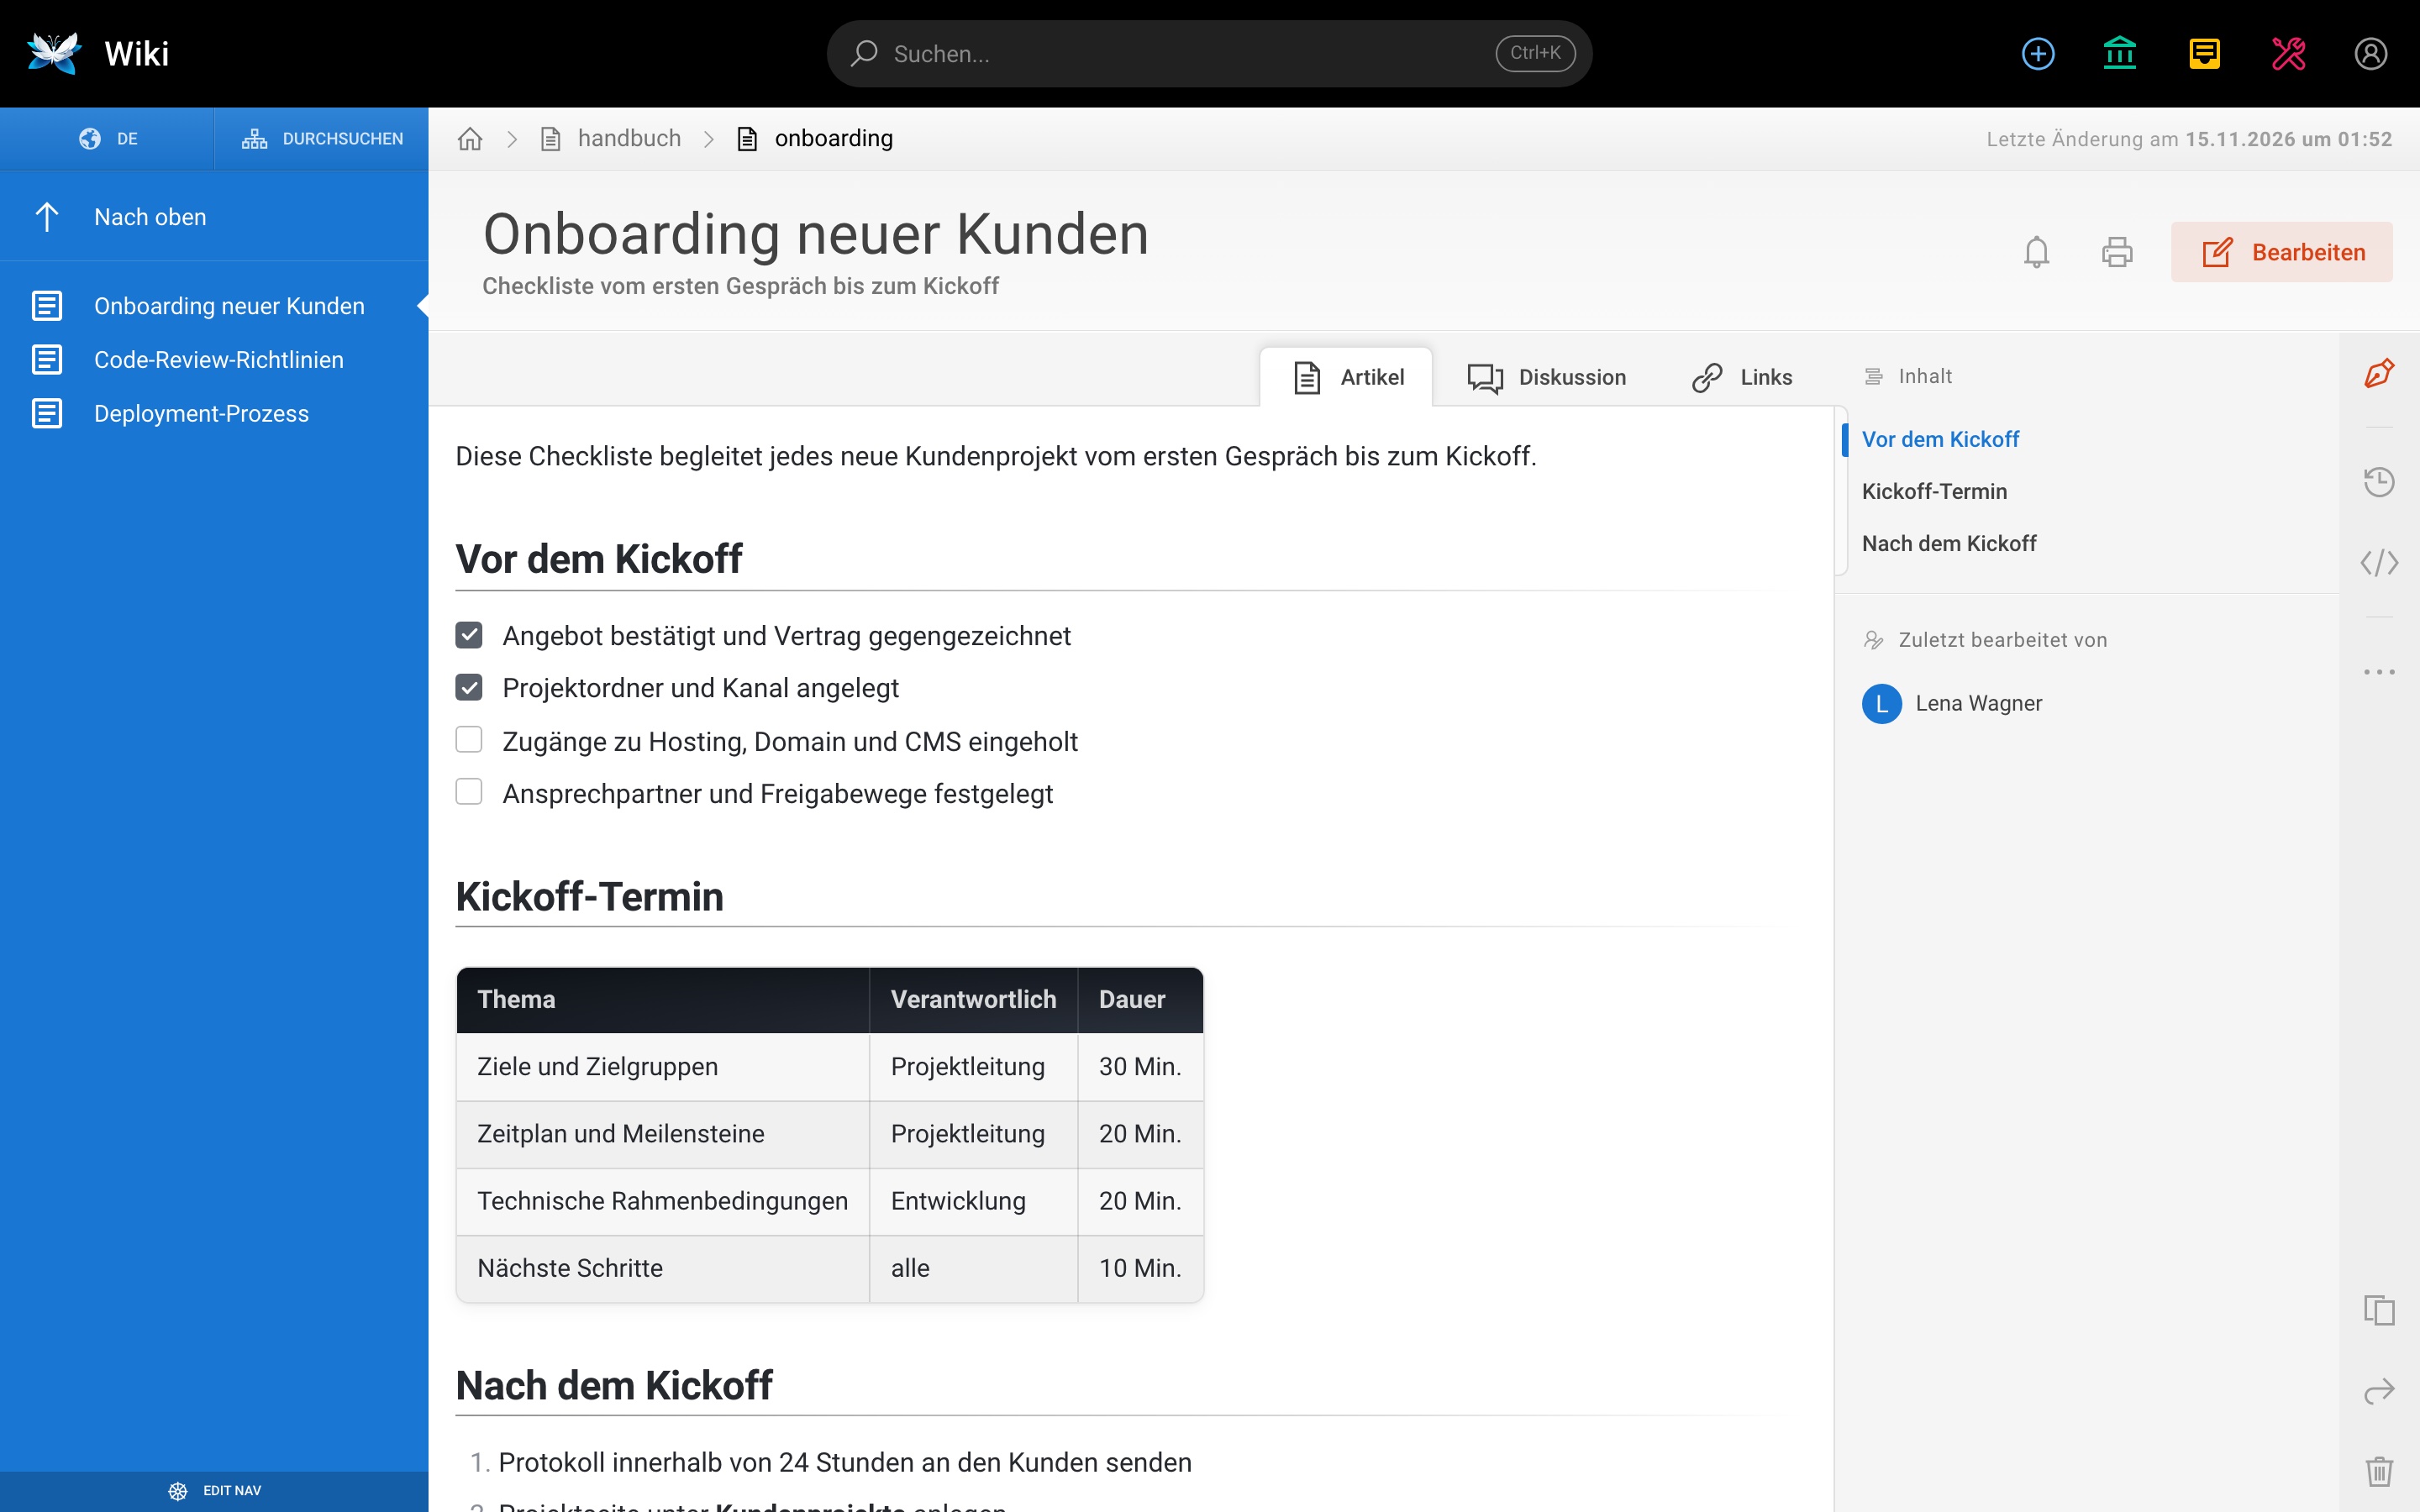 Wiki
Suchen...
Ctrl+K
DE
DURCHSUCHEN
handbuch
onboarding
Letzte Änderung am 15.11.2026 um 01:52
Nach oben
Onboarding neuer Kunden
Code-Review-Richtlinien
Deployment-Prozess
EDIT NAV
Onboarding neuer Kunden
Checkliste vom ersten Gespräch bis zum Kickoff
Bearbeiten
Artikel
Diskussion
Links
Diese Checkliste begleitet jedes neue Kundenprojekt vom ersten Gespräch bis zum Kickoff.
Vor dem Kickoff
Angebot bestätigt und Vertrag gegengezeichnet
Projektordner und Kanal angelegt
Zugänge zu Hosting, Domain und CMS eingeholt
Ansprechpartner und Freigabewege festgelegt
Kickoff-Termin
Thema Verantwortlich Dauer
Ziele und Zielgruppen Projektleitung 30 Min.
Zeitplan und Meilensteine Projektleitung 20 Min.
Technische Rahmenbedingungen Entwicklung 20 Min.
Nächste Schritte alle 10 Min.
Nach dem Kickoff
1. Protokoll innerhalb von 24 Stunden an den Kunden senden
2. Projektseite unter Kundenprojekte anlegen
Inhalt
Vor dem Kickoff
Kickoff-Termin
Nach dem Kickoff
Zuletzt bearbeitet von
L
Lena Wagner